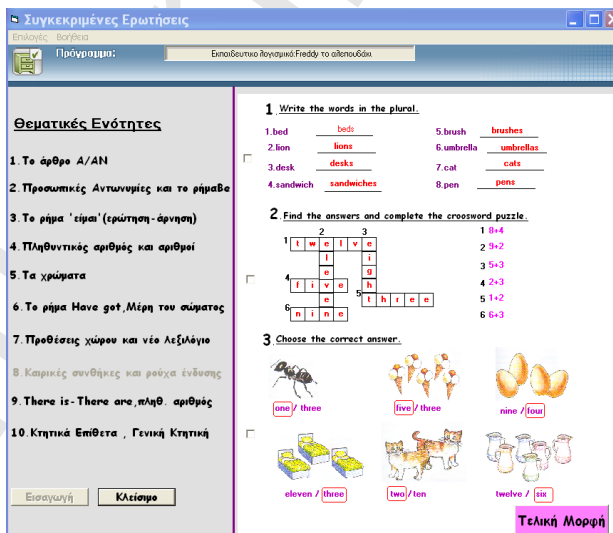 Συγκεκριμένες Ερωτήσεις
Επιλογές Βοήθεια
Πρόγραμμα: Εκπαιδευτικο λογισμικό:Freddy το αλεπουδάκι
Θεματικές Ενότητες
1.Το άρθρο A/AN
2.Προσωπικές Αντωνυμίες και το ρήμαBe
3.Το ρήμα 'είμαι'(ερώτηση-άρνηση)
4.Πληθυντικός αριθμός και αριθμοί
5.Τα χρώματα
6.Το ρήμα Have got,Μέρη του σώματος
7.Προθέσεις χώρου και νέο λεξιλόγιο
8.Καιρικές συνθήκες και ρούχα ένδυσης
9.There is-There are,πληθ. αριθμός
10.Κτητικά Επίθετα , Γενική Κτητική
Εισαγωγή Κλείσιμο
1.Write the words in the plural.
1.bed beds 5.brush brushes
2.lion lions 6.umbrella umbrellas
3.desk desks 7.cat cats
4.sandwich sandwiches 8.pen pens
2.Find the answers and complete the croosword puzzle.
2 3
1 t w e l v e
l i
e g
4 f i v e h
e 5 t h r e e
6 n i n e
1 8+4
2 9+2
3 5+3
4 2+3
5 1+2
6 6+3
3.Choose the correct answer.
one / three five / three nine / four
eleven / three two / ten twelve / six
Τελική Μορφή